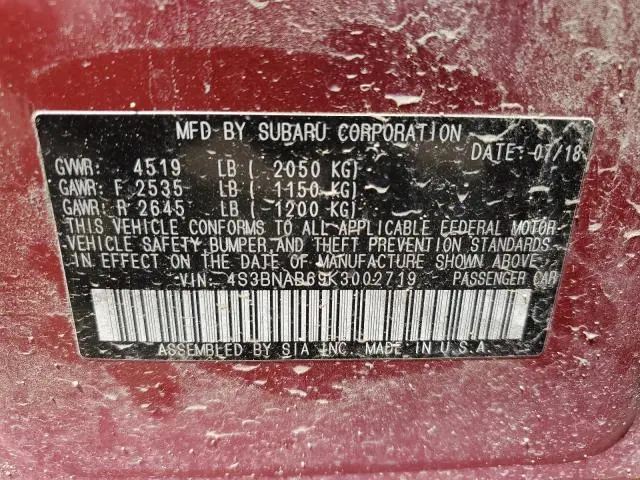 MFD BY SUBARU CORPORATION
DATE: 07/18
GVWR: 4519 LB ( 2050 KG)
GAWR: F 2535 LB ( 1150 KG)
GAWR: R 2645 LB ( 1200 KG)
THIS VEHICLE CONFORMS TO ALL APPLICABLE FEDERAL MOTOR
VEHICLE SAFETY, BUMPER AND THEFT PREVENTION STANDARDS
IN EFFECT ON THE DATE OF MANUFACTURE SHOWN ABOVE.
VIN: 4S3BNAB69K3002719 PASSENGER CAR
ASSEMBLED BY SIA INC. MADE IN U.S.A.